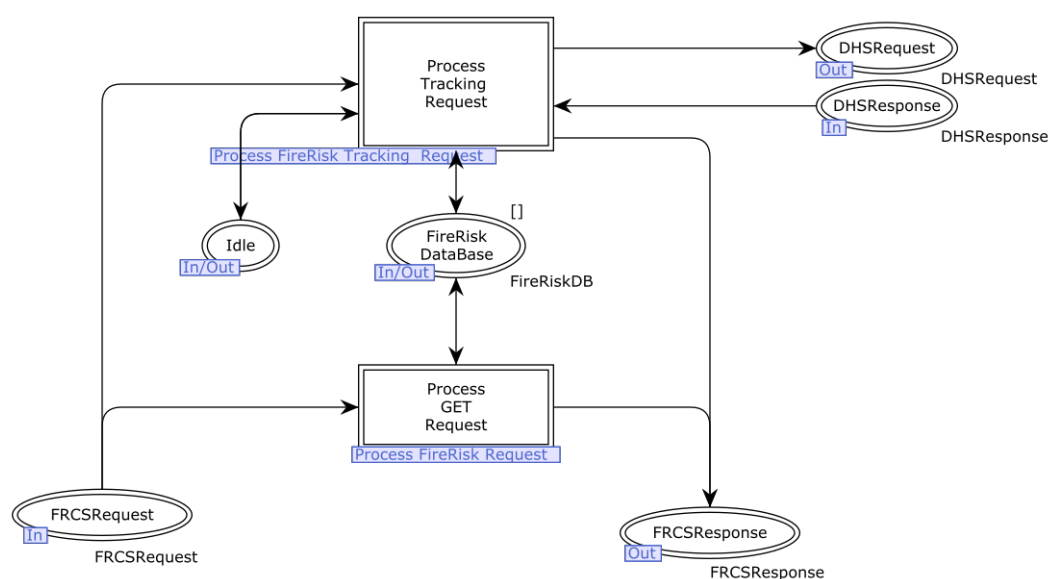 Process
Tracking
Request
Process FireRisk Tracking  Request
DHSRequest
Out
DHSRequest
DHSResponse
In
DHSResponse
Idle
In/Out
[]
FireRisk
DataBase
In/Out
FireRiskDB
Process
GET
Request
Process FireRisk Request
FRCSRequest
In
FRCSRequest
FRCSResponse
Out
FRCSResponse